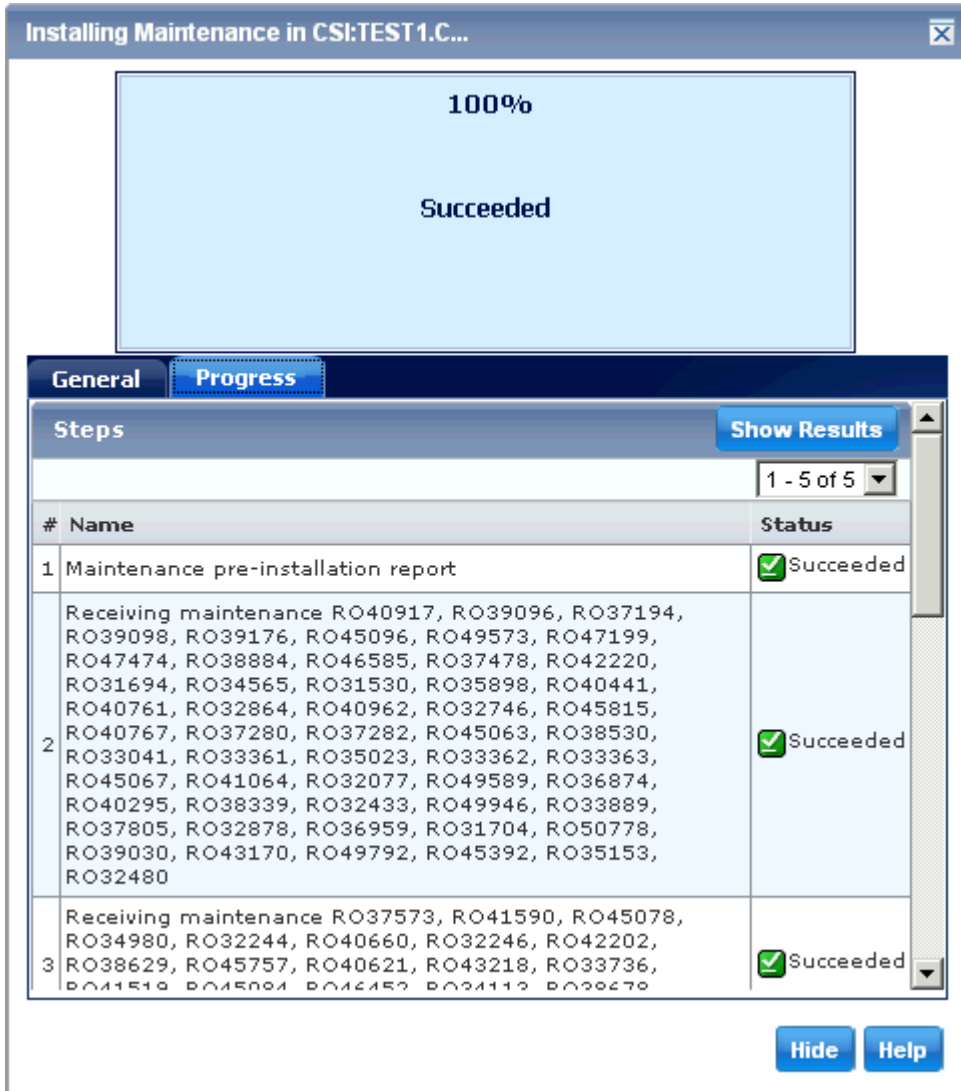 Installing Maintenance in CSI:TEST1.C...
100%
Succeeded
General Progress
Steps Show Results
1 - 5 of 5
# Name Status
1 Maintenance pre-installation report Succeeded
Receiving maintenance RO40917, RO39096, RO37194,
RO39098, RO39176, RO45096, RO49573, RO47199,
RO47474, RO38884, RO46585, RO37478, RO42220,
RO31694, RO34565, RO31530, RO35898, RO40441,
RO40761, RO32864, RO40962, RO32746, RO45815,
RO40767, RO37280, RO37282, RO45063, RO38530,
2 RO33041, RO33361, RO35023, RO33362, RO33363, Succeeded
RO45067, RO41064, RO32077, RO49589, RO36874,
RO40295, RO38339, RO32433, RO49946, RO33889,
RO37805, RO32878, RO36959, RO31704, RO50778,
RO39030, RO43170, RO49792, RO45392, RO35153,
RO32480
Receiving maintenance RO37573, RO41590, RO45078,
RO34980, RO32244, RO40660, RO32246, RO42202,
3 RO38629, RO45757, RO40621, RO43218, RO33736, Succeeded
Hide Help